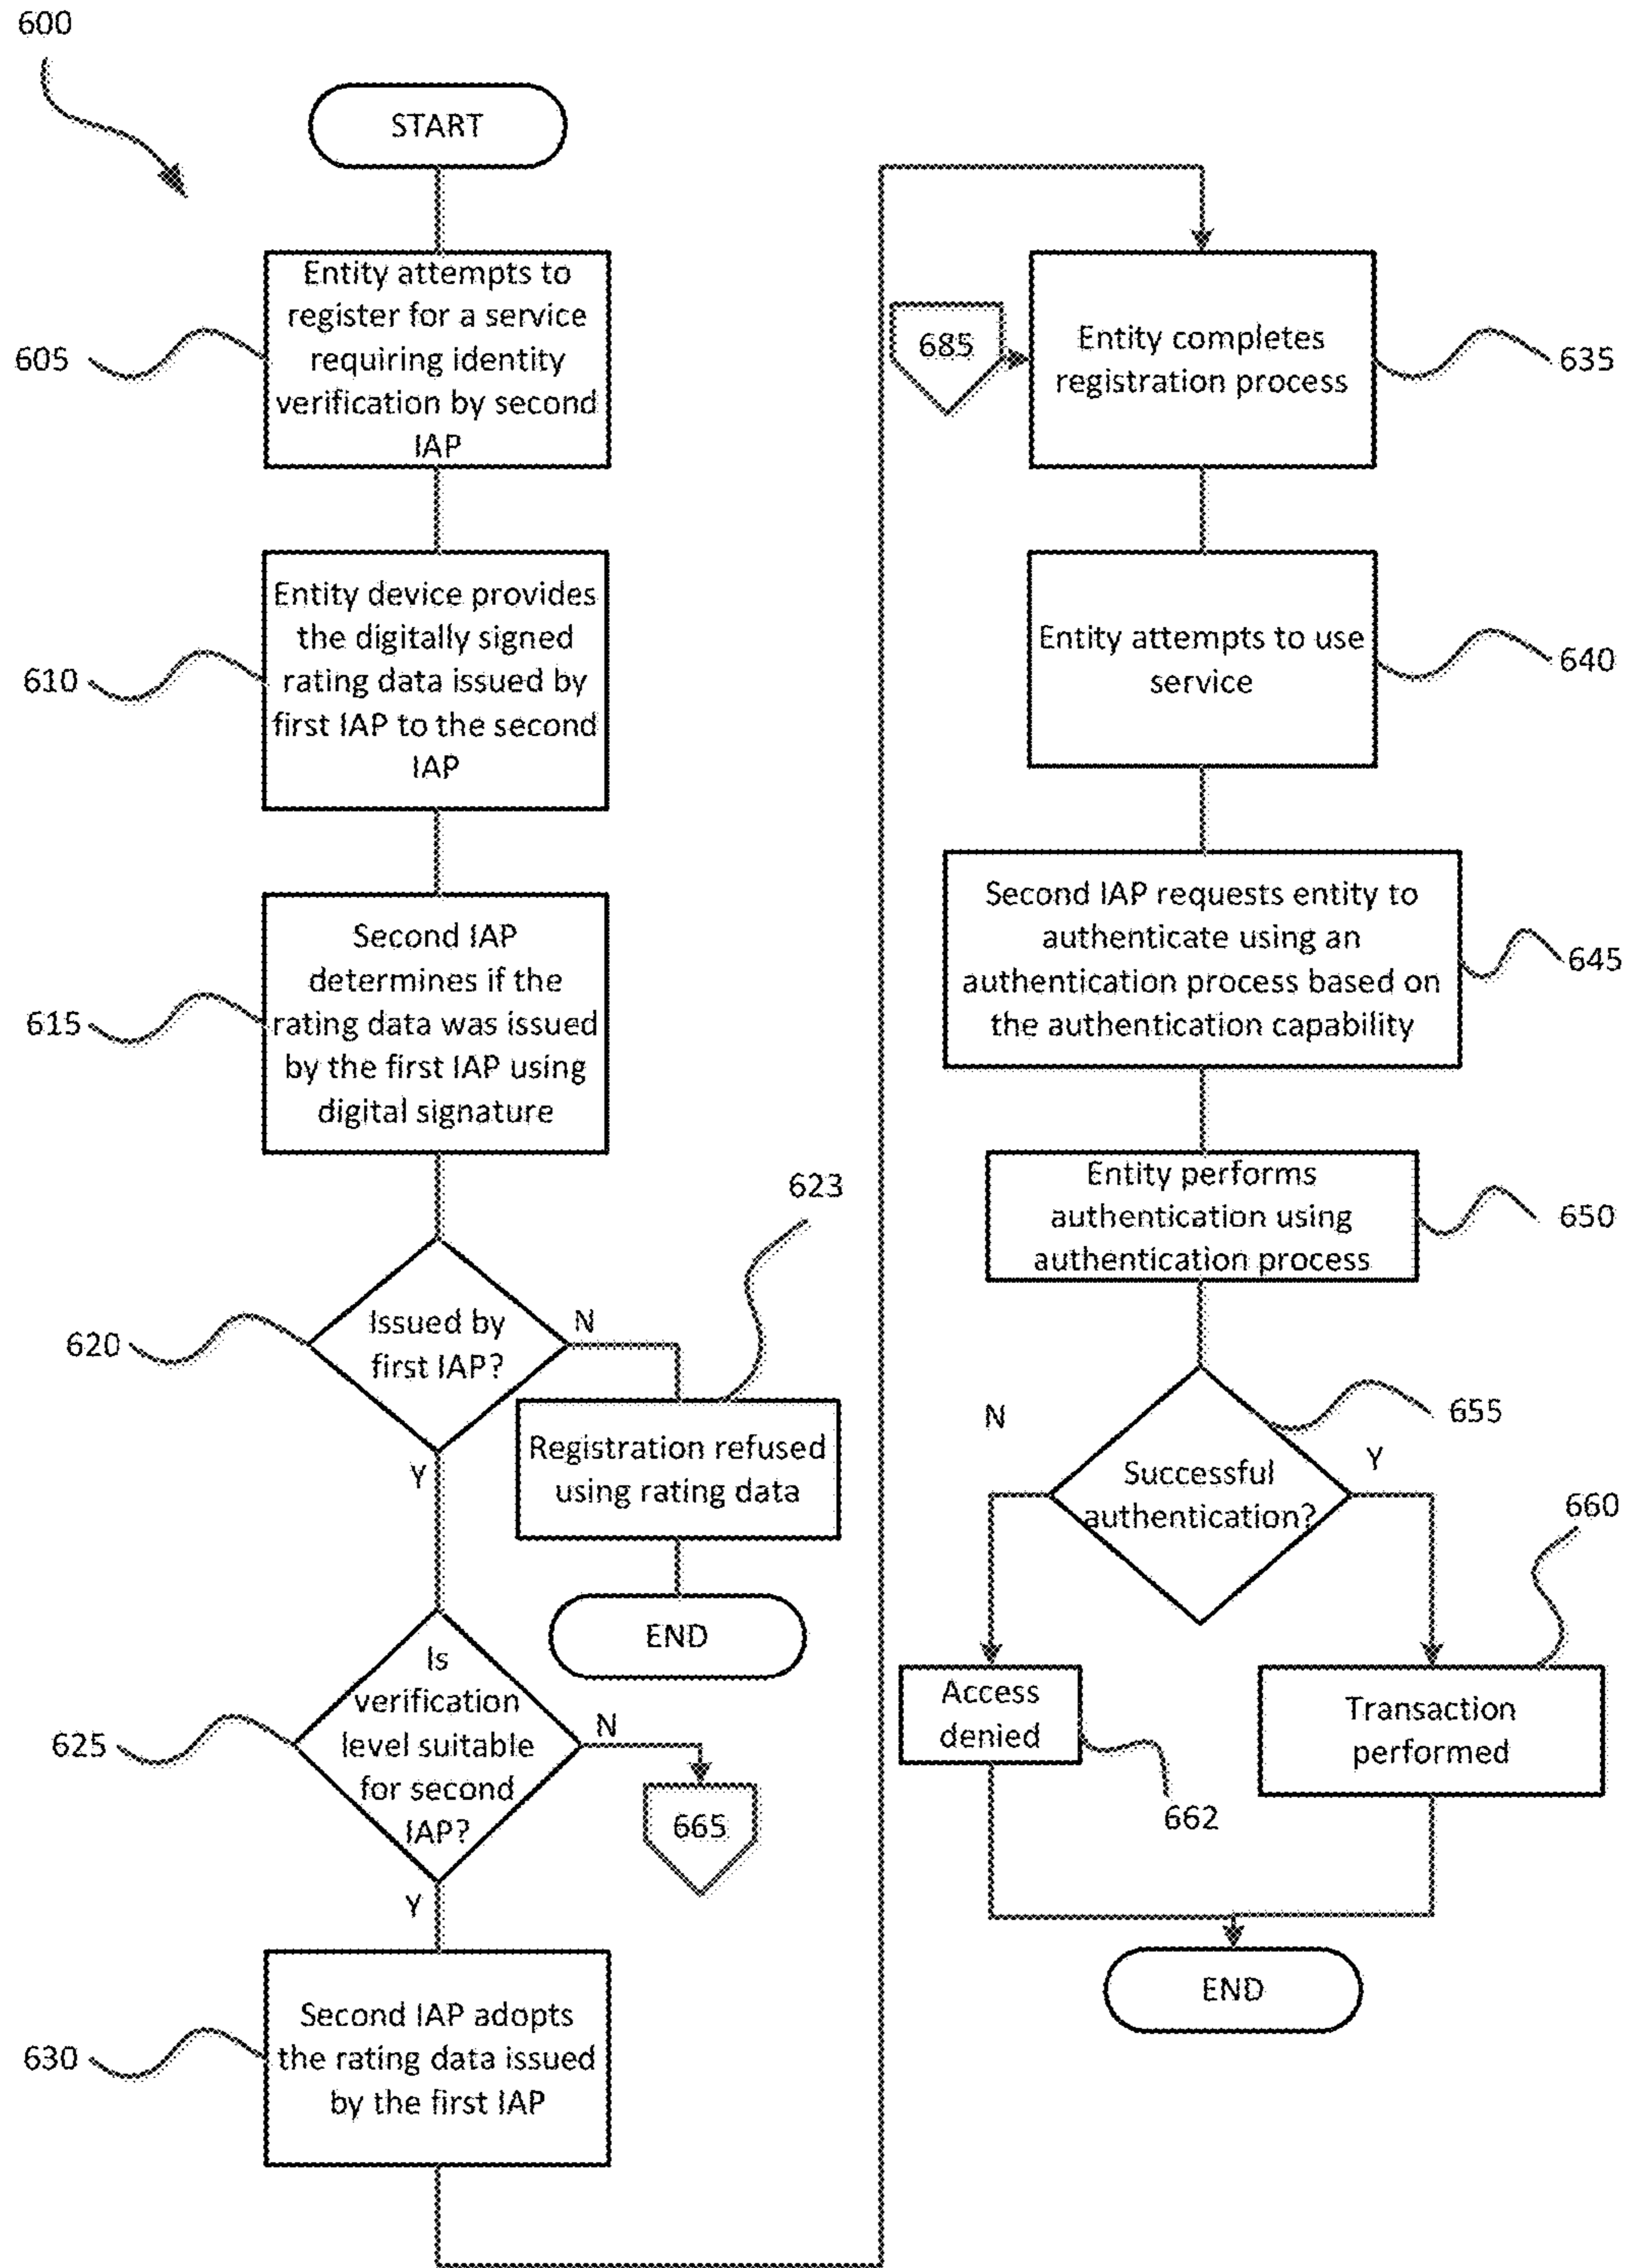 600
START
Entity attempts to
register for a service
requiring identity
verification by second
IAP
605
Entity device provides
the digitally signed
rating data issued by
first IAP to the second
IAP
610
Second IAP
determines if the
rating data was issued
by the first IAP using
digital signature
615
623
Issued by
first IAP?
620
N
Y
Registration refused
using rating data
END
Is
verification
level suitable
for second
IAP?
625
N
665
Y
Second IAP adopts
the rating data issued
by the first IAP
630
685
Entity completes
registration process
635
Entity attempts to use
service
640
Second IAP requests entity to
authenticate using an
authentication process based on
the authentication capability
645
Entity performs
authentication using
authentication process
650
N
655
Y
Successful
authentication?
660
Access
denied
662
Transaction
performed
END